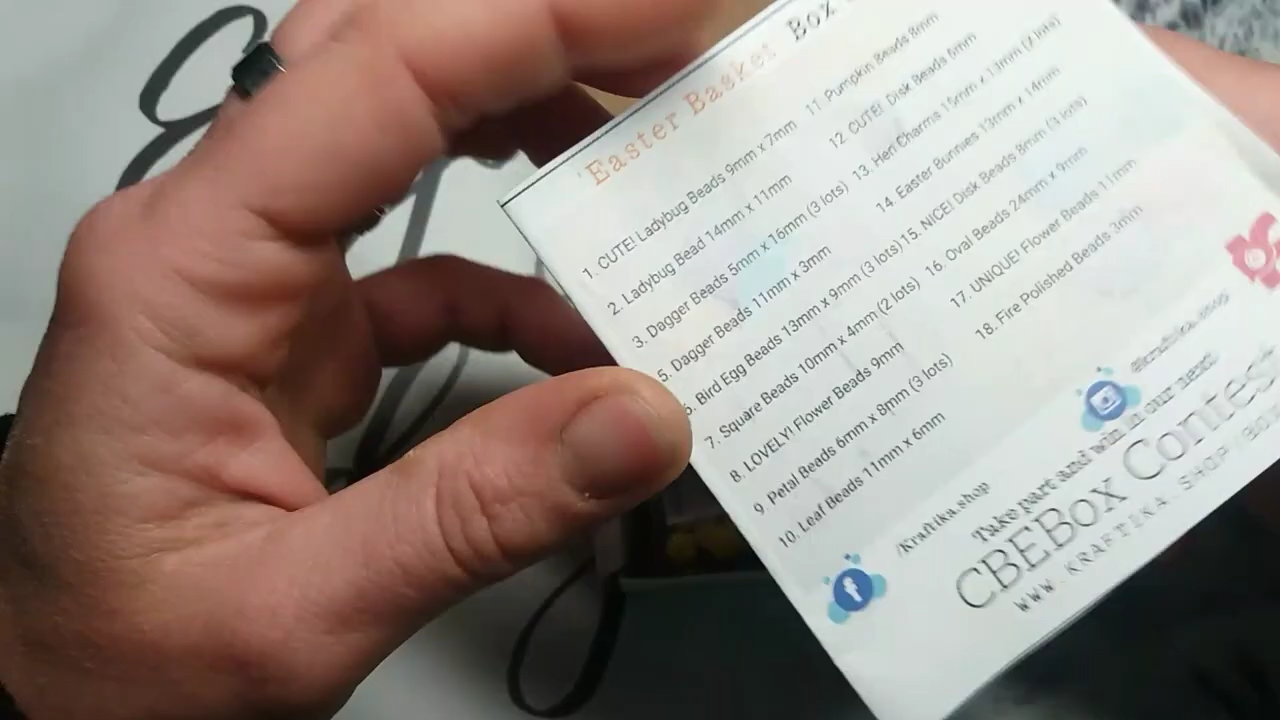 Easter Basket Box
1. CUTE! Ladybug Beads 9mm x 7mm
2. Ladybug Bead 14mm x 11mm
3. Dagger Beads 5mm x 16mm (3 lots)
5. Dagger Beads 11mm x 3mm
6. Bird Egg Beads 13mm x 9mm (3 lots)
7. Square Beads 10mm x 4mm (2 lots)
8. LOVELY! Flower Beads 9mm
9 Petal Beads 6mm x 8mm (3 lots)
10. Leaf Beads 11mm x 6mm
11. Pumpkin Beads 8mm
12. CUTE! Disk Beads 6mm
13. Hen Charms 15mm x 13mm (2 lots)
14. Easter Bunnies 13mm x 14mm
15. NICE! Disk Beads 8mm (3 lots)
16. Oval Beads 24mm x 9mm
17. UNIQUE! Flower Beads 11mm
18. Fire Polished Beads 3mm
/Kraftika.shop
Take part and win in our next
CBEBox Contest
WWW.KRAFTIKA.SHOP